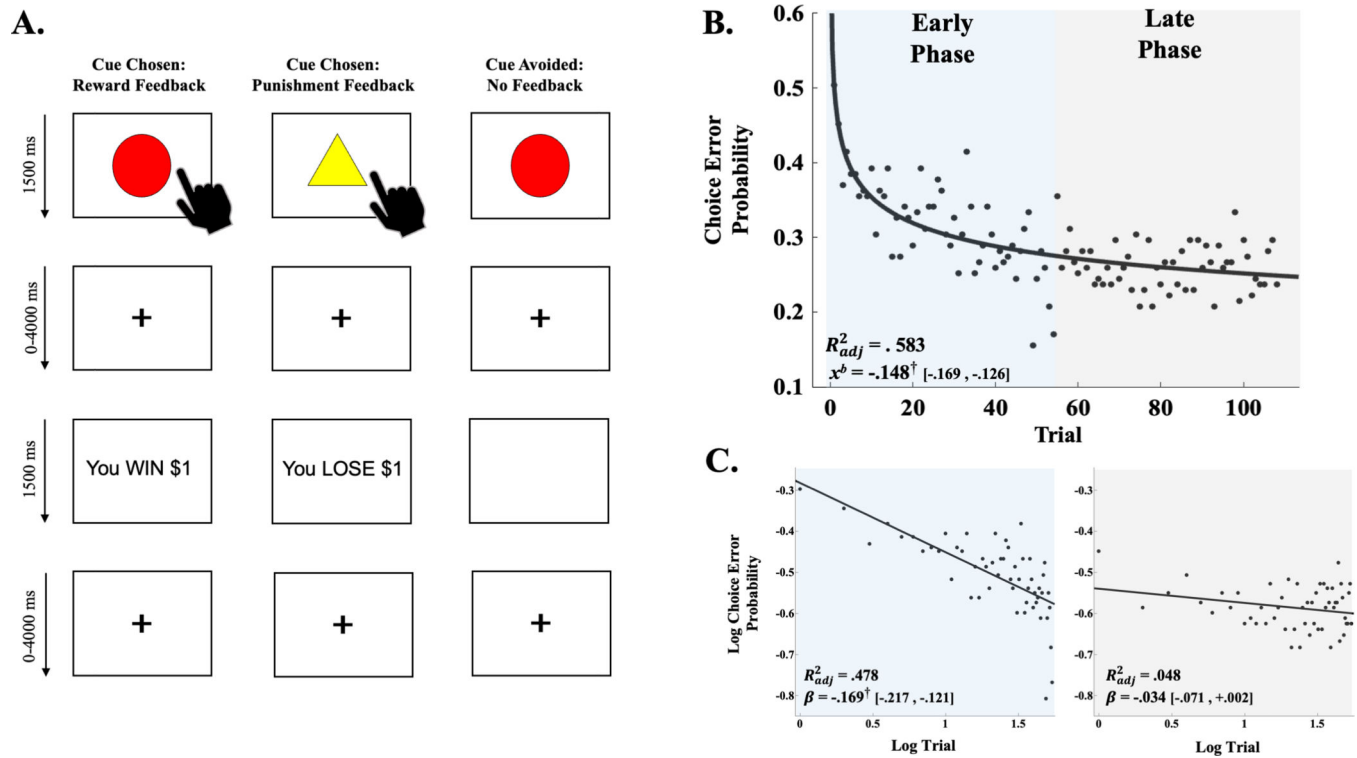 A.
Cue Chosen:
Reward Feedback
Cue Chosen:
Punishment Feedback
Cue Avoided:
No Feedback
1500 ms
0-4000 ms
+
+
+
1500 ms
You WIN $1
You LOSE $1
0-4000 ms
+
+
+
B.
Early
Phase
Late
Phase
Choice Error
Probability
0.6
0.5
0.4
0.3
0.2
0.1
R²adj = . 583
xᵇ = -.148† [-.169 , -.126]
0
20
40
60
80
100
Trial
C.
Log Choice Error
Probability
-0.3
-0.4
-0.5
-0.6
-0.7
-0.8
R²adj = .478
β = -.169† [-.217 , -.121]
0
0.5
1.0
1.5
Log Trial
-0.3
-0.4
-0.5
-0.6
-0.7
-0.8
R²adj = .048
β = -.034 [-.071 , +.002]
0
0.5
1.0
1.5
Log Trial